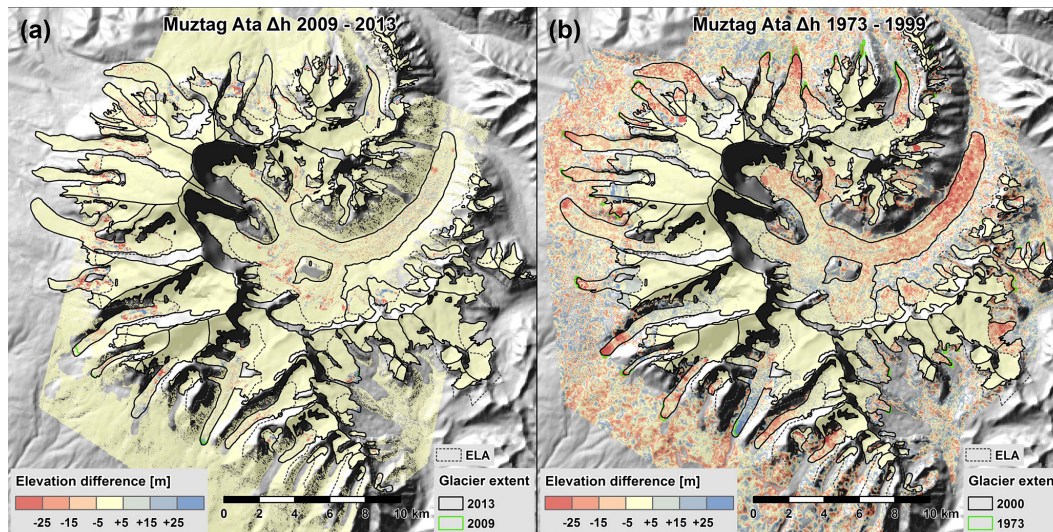 (a)
Muztag Ata Δh 2009 - 2013
ELA
Elevation difference [m]
-25 -15 -5 +5 +15 +25
0 2 4 6 8 10 km
Glacier extent
2013
2009
(b)
Muztag Ata Δh 1973 - 1999
ELA
Elevation difference [m]
-25 -15 -5 +5 +15 +25
0 2 4 6 8 10 km
Glacier extent
2000
1973